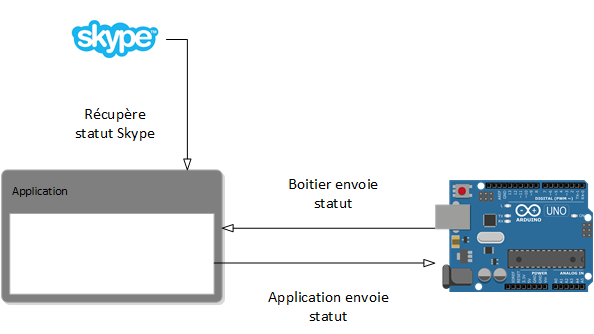 skype
Récupère
statut Skype
Application
Boitier envoie
statut
DIGITAL (PWM ~)
UNO
ARDUINO
POWER
ANALOG IN
Application envoie
statut